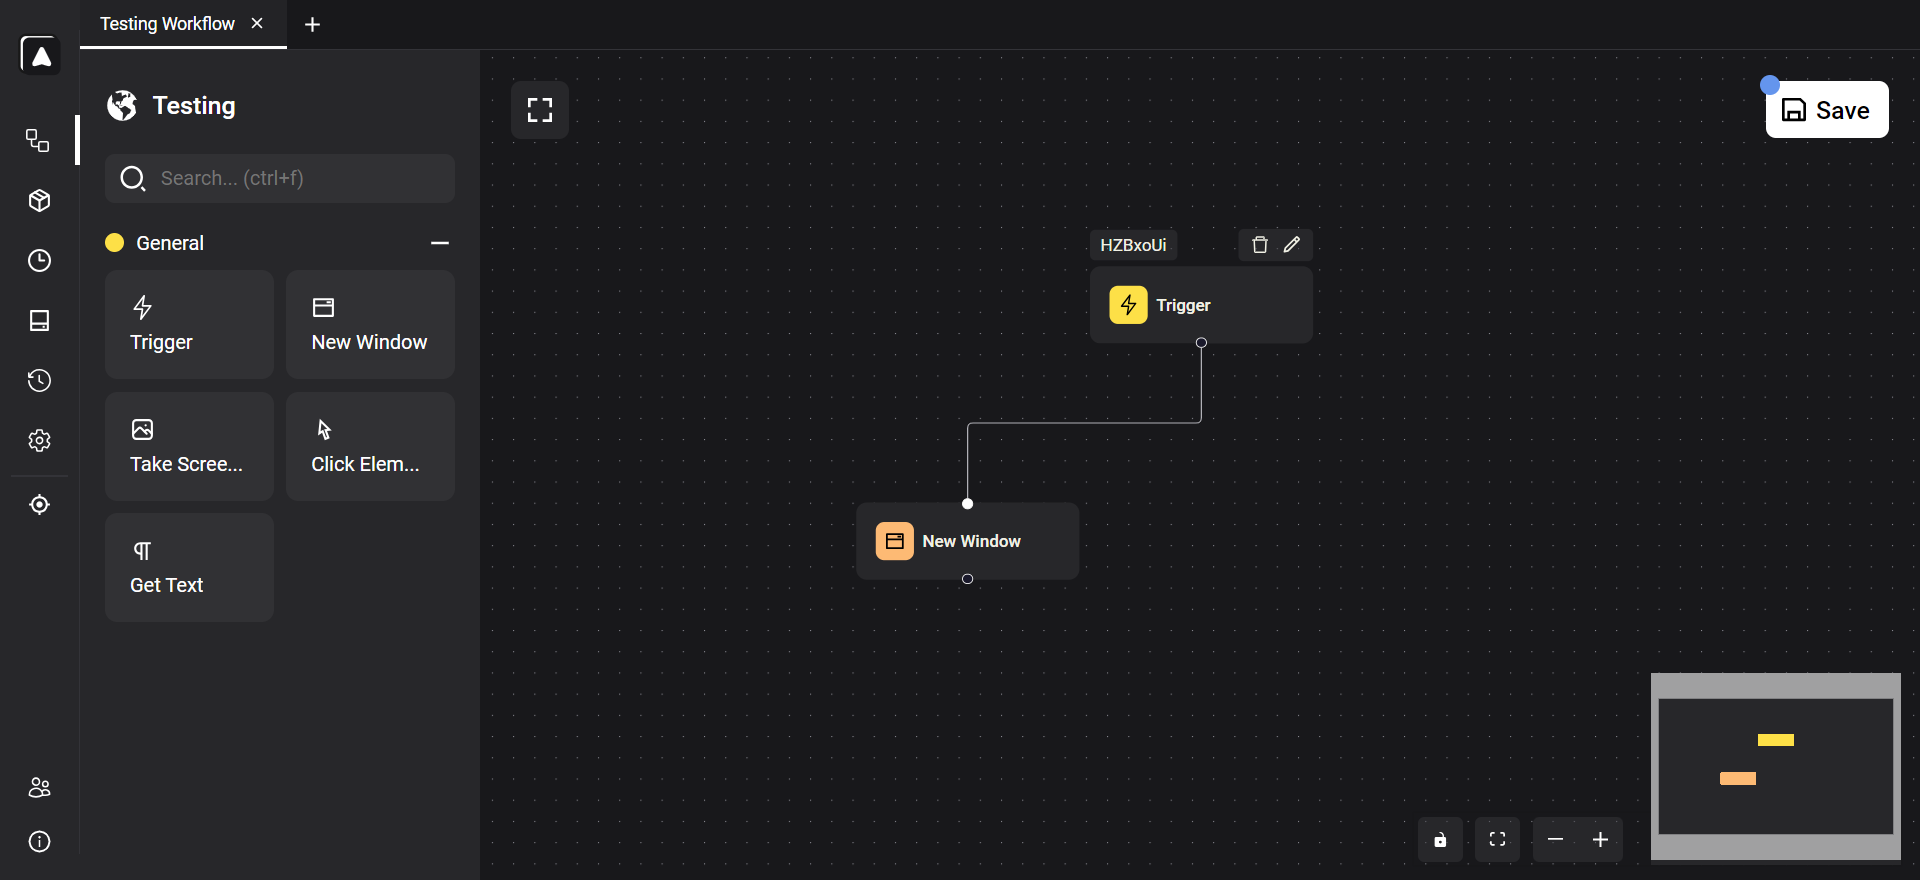 Testing Workflow
Testing
Search... (ctrl+f)
General
Trigger
New Window
Take Scree...
Click Elem...
Get Text
Save
HZBxoUi
Trigger
New Window